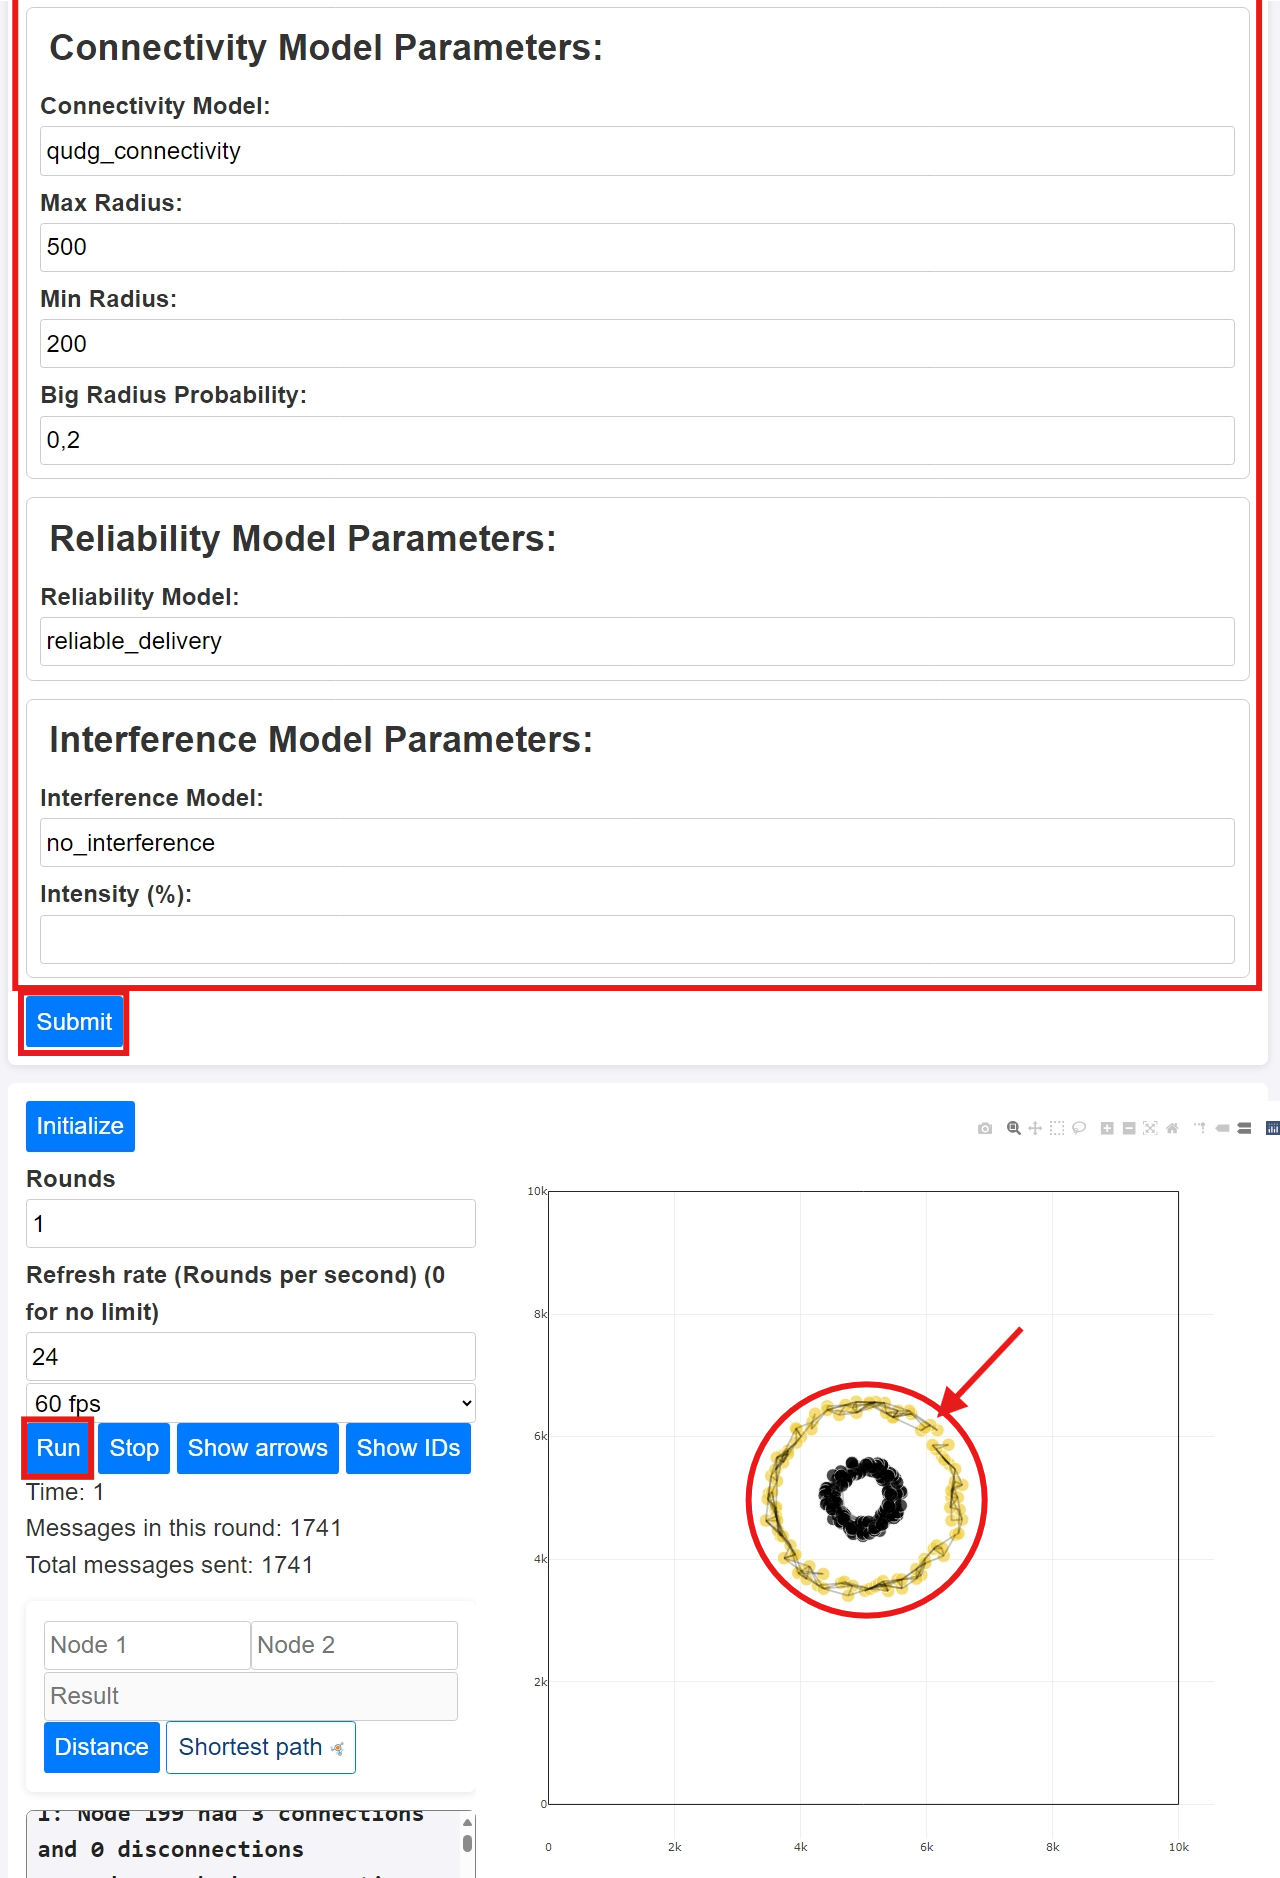 Connectivity Model Parameters:
Connectivity Model:
qudg_connectivity
Max Radius:
500
Min Radius:
200
Big Radius Probability:
0,2
Reliability Model Parameters:
Reliability Model:
reliable_delivery
Interference Model Parameters:
Interference Model:
no_interference
Intensity (%):
Submit
Initialize
Rounds
1
Refresh rate (Rounds per second) (0
for no limit)
24
60 fps
Run Stop Show arrows Show IDs
Time: 1
Messages in this round: 1741
Total messages sent: 1741
Node 1 Node 2
Result
Distance Shortest path
1: Node 199 had 3 connections
and 0 disconnections
10k
8k
6k
4k
2k
0
0 2k 4k 6k 8k 10k